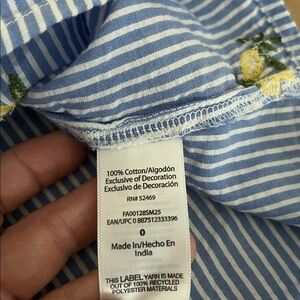 100% Cotton/Algodón
Exclusive of Decoration
Exclusivo de Decoración
RN# 52469
FA00128SM25
EAN/UPC 0 887512333396
0
Made In/Hecho En
India
THIS LABEL YARN IS MADE
OUT OF 100% RECYCLED
POLYESTER MATERIALS